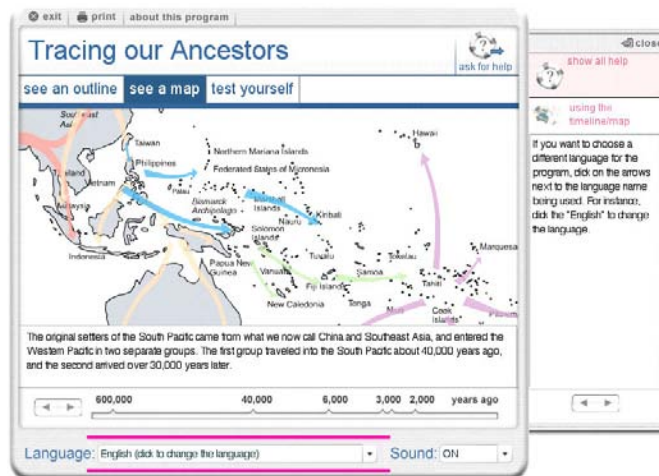 exit print about this program
Tracing our Ancestors
ask for help
see an outline see a map test yourself
Southeast
Asia
Taiwan
Philippines
Thailand
Vietnam
Malaysia
Indonesia
Northern Mariana Islands
Federated States of Micronesia
Palau
Bismarck
Archipelago
Marshall
Islands
Nauru
Kiribati
Solomon
Islands
Papua New
Guinea
Vanuatu
Tuvalu
Tokelau
Fiji Islands
Samoa
New Caledonia
Tonga
Hawaii
Marquesa
Tahiti
Niue
Cook
Islands
The original settlers of the South Pacific came from what we now call China and Southeast Asia, and entered the
Western Pacific in two separate groups. The first group traveled into the South Pacific about 40,000 years ago,
and the second arrived over 30,000 years later.
600,000 40,000 6,000 3,000 2,000 years ago
Language: English (click to change the language) Sound: ON
close
show all help
using the
timeline/map
If you want to choose a
different language for the
program, click on the arrows
next to the language name
being used. For instance,
click the "English" to change
the language.